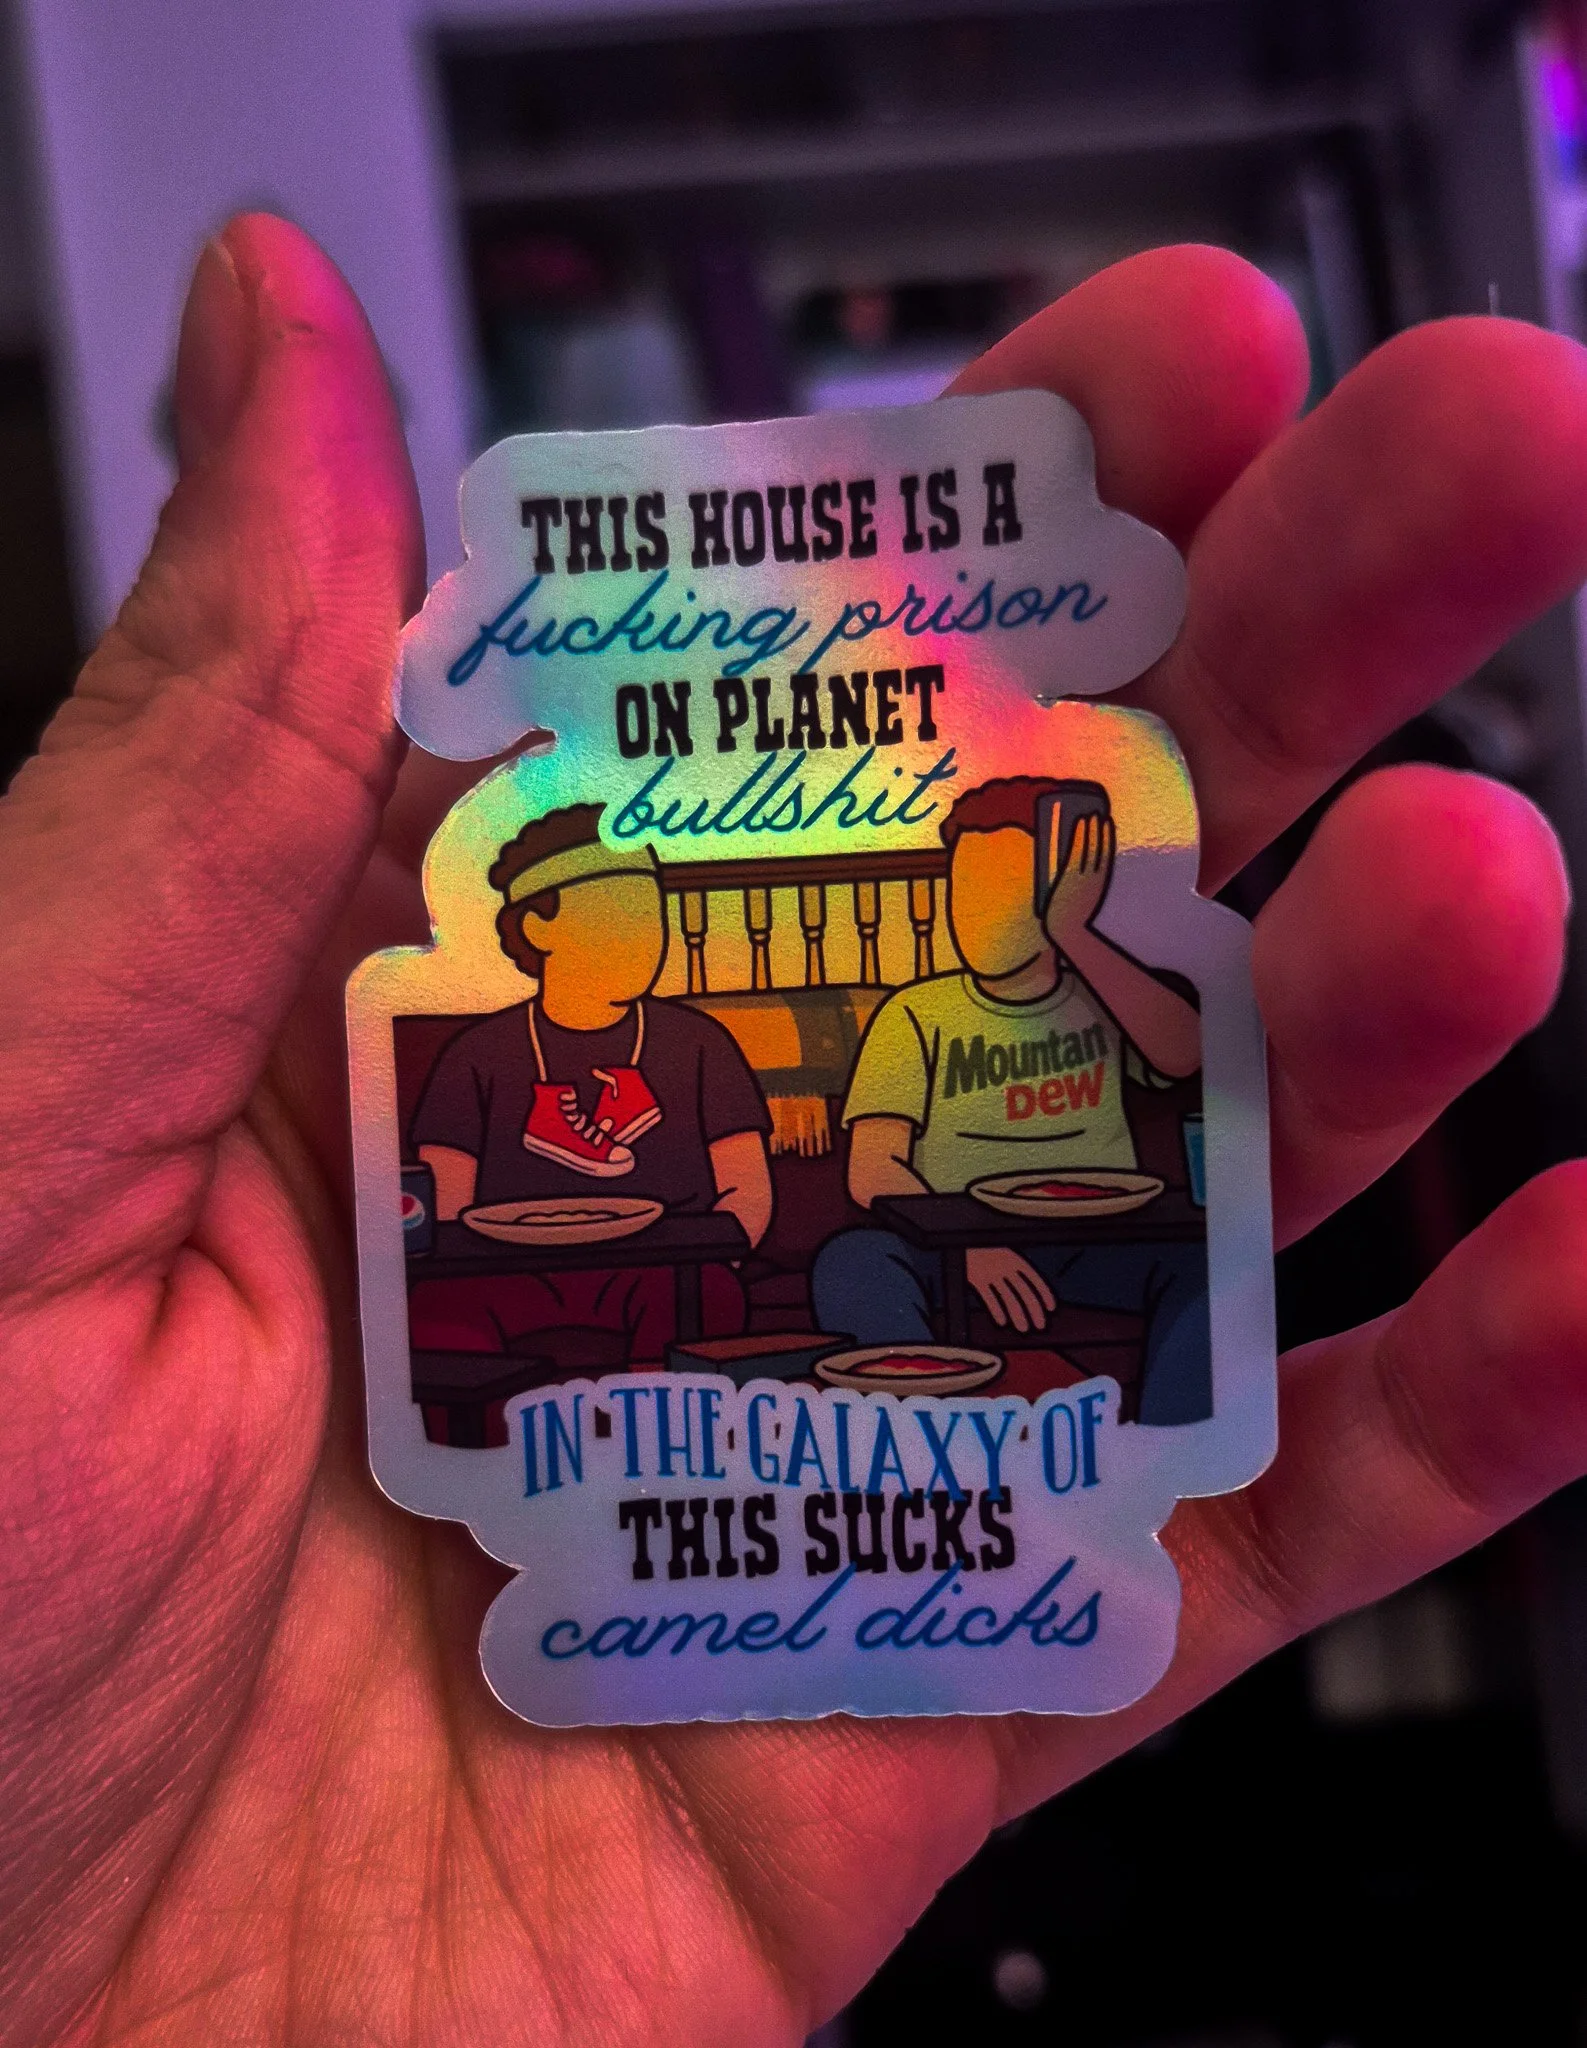 THIS HOUSE IS A
fucking prison
ON PLANET
bullshit
Mountain
Dew
IN THE GALAXY OF
THIS SUCKS
camel dicks